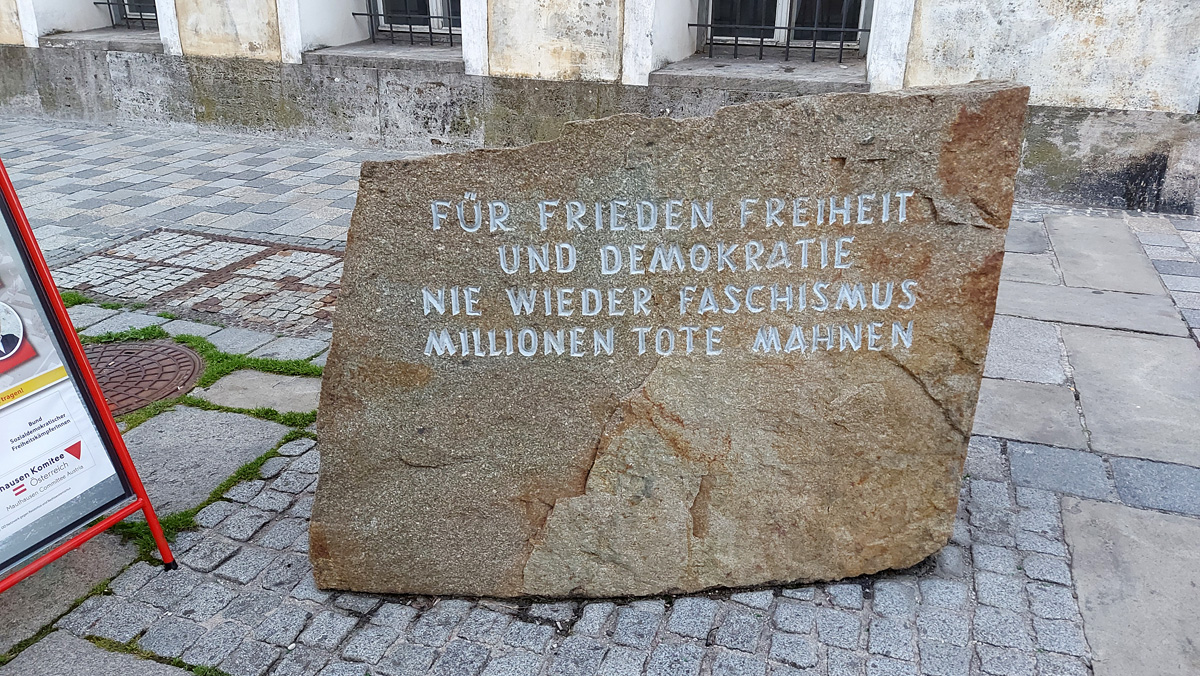 FÜR FRIEDEN FREIHEIT
UND DEMOKRATIE
NIE WIEDER FASCHISMUS
MILLIONEN TOTE MAHNEN
tragen!
Bund
Sozialdemokratischer
FreiheitskämpferInnen
hausen Komitee
Österreich
Mauthausen Committee Austria